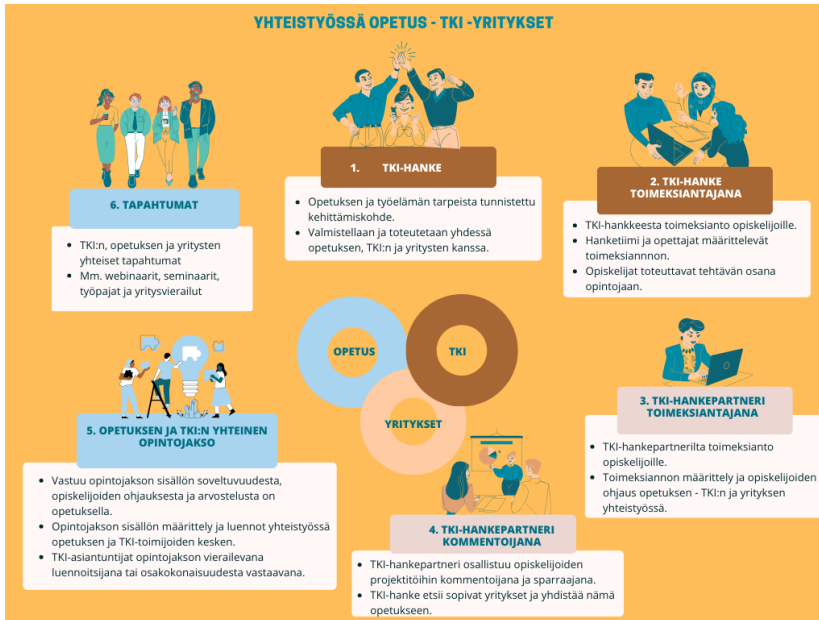 YHTEISTYÖSSÄ OPETUS - TKI -YRITYKSET
1. TKI-HANKE
• Opetuksen ja työelämän tarpeista tunnistettu
kehittämiskohde.
• Valmistellaan ja toteutetaan yhdessä
opetuksen, TKI:n ja yritysten kanssa.
2. TKI-HANKE
TOIMEKSIANTAJANA
• TKI-hankkeesta toimeksianto opiskelijoille.
• Hanketiimi ja opettajat määrittelevät
toimeksiannnon.
• Opiskelijat toteuttavat tehtävän osana
opintojaan.
3. TKI-HANKEPARTNERI
TOIMEKSIANTAJANA
• TKI-hankepartnerilta toimeksianto
opiskelijoille.
• Toimeksiannon määrittely ja opiskelijoiden
ohjaus opetuksen - TKI:n ja yrityksen
yhteistyössä.
4. TKI-HANKEPARTNERI
KOMMENTOIJANA
• TKI-hankepartneri osallistuu opiskelijoiden
projektitöihin kommentoijana ja sparraajana.
• TKI-hanke etsii sopivat yritykset ja yhdistää nämä
opetukseen.
5. OPETUKSEN JA TKI:N YHTEINEN
OPINTOJAKSO
• Vastuu opintojakson sisällön soveltuvuudesta,
opiskelijoiden ohjauksesta ja arvostelusta on
opetuksella.
• Opintojakson sisällön määrittely ja luennot yhteistyössä
opetuksen ja TKI-toimijoiden kesken.
• TKI-asiantuntijat opintojakson vierailevana
luennoitsijana tai osakokonaisuudesta vastaavana.
6. TAPAHTUMAT
• TKI:n, opetuksen ja yritysten
yhteiset tapahtumat
• Mm. webinaarit, seminaarit,
työpajat ja yritysvierailut
OPETUS
TKI
YRITYKSET